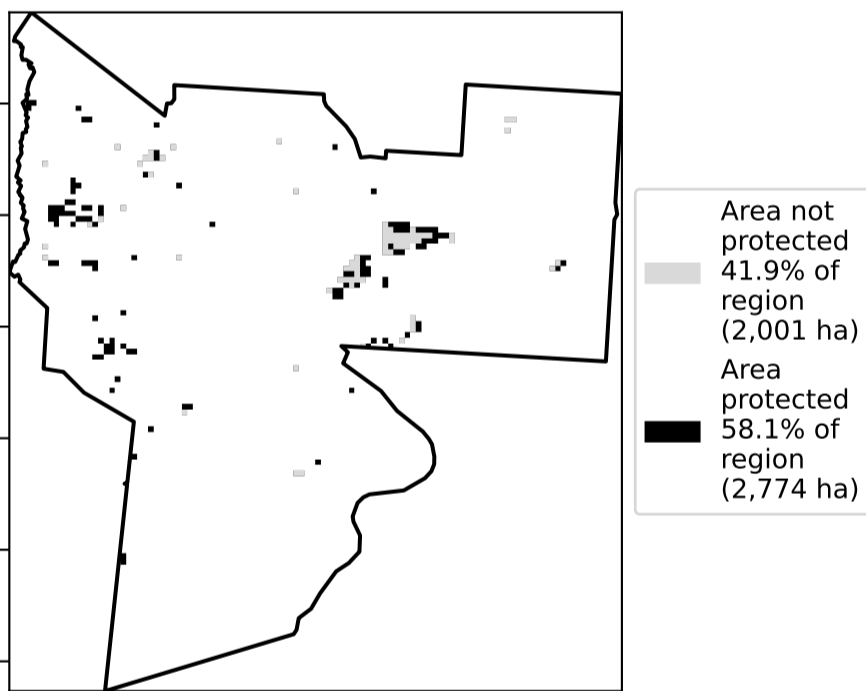 Area not
protected
41.9% of
region
(2,001 ha)
Area
protected
58.1% of
region
(2,774 ha)